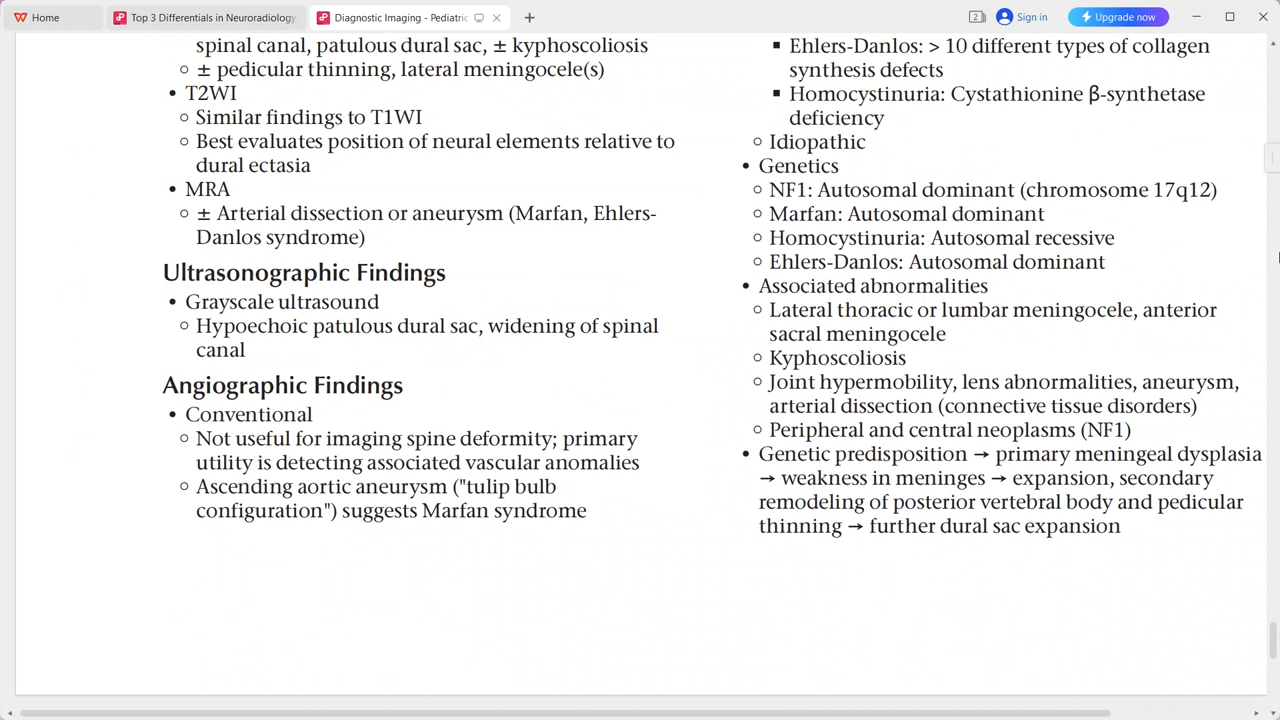 Home
Top 3 Differentials in Neuroradiology.
Diagnostic Imaging - Pediatric
2
Sign in
Upgrade now
spinal canal, patulous dural sac, ± kyphoscoliosis
○ ± pedicular thinning, lateral meningocele(s)
• T2WI
○ Similar findings to T1WI
○ Best evaluates position of neural elements relative to
dural ectasia
• MRA
○ ± Arterial dissection or aneurysm (Marfan, Ehlers-
Danlos syndrome)
Ultrasonographic Findings
• Grayscale ultrasound
○ Hypoechoic patulous dural sac, widening of spinal
canal
Angiographic Findings
• Conventional
○ Not useful for imaging spine deformity; primary
utility is detecting associated vascular anomalies
○ Ascending aortic aneurysm ("tulip bulb
configuration") suggests Marfan syndrome
▪ Ehlers-Danlos: > 10 different types of collagen
synthesis defects
▪ Homocystinuria: Cystathionine β-synthetase
deficiency
○ Idiopathic
• Genetics
○ NF1: Autosomal dominant (chromosome 17q12)
○ Marfan: Autosomal dominant
○ Homocystinuria: Autosomal recessive
○ Ehlers-Danlos: Autosomal dominant
• Associated abnormalities
○ Lateral thoracic or lumbar meningocele, anterior
sacral meningocele
○ Kyphoscoliosis
○ Joint hypermobility, lens abnormalities, aneurysm,
arterial dissection (connective tissue disorders)
○ Peripheral and central neoplasms (NF1)
• Genetic predisposition → primary meningeal dysplasia
→ weakness in meninges → expansion, secondary
remodeling of posterior vertebral body and pedicular
thinning → further dural sac expansion